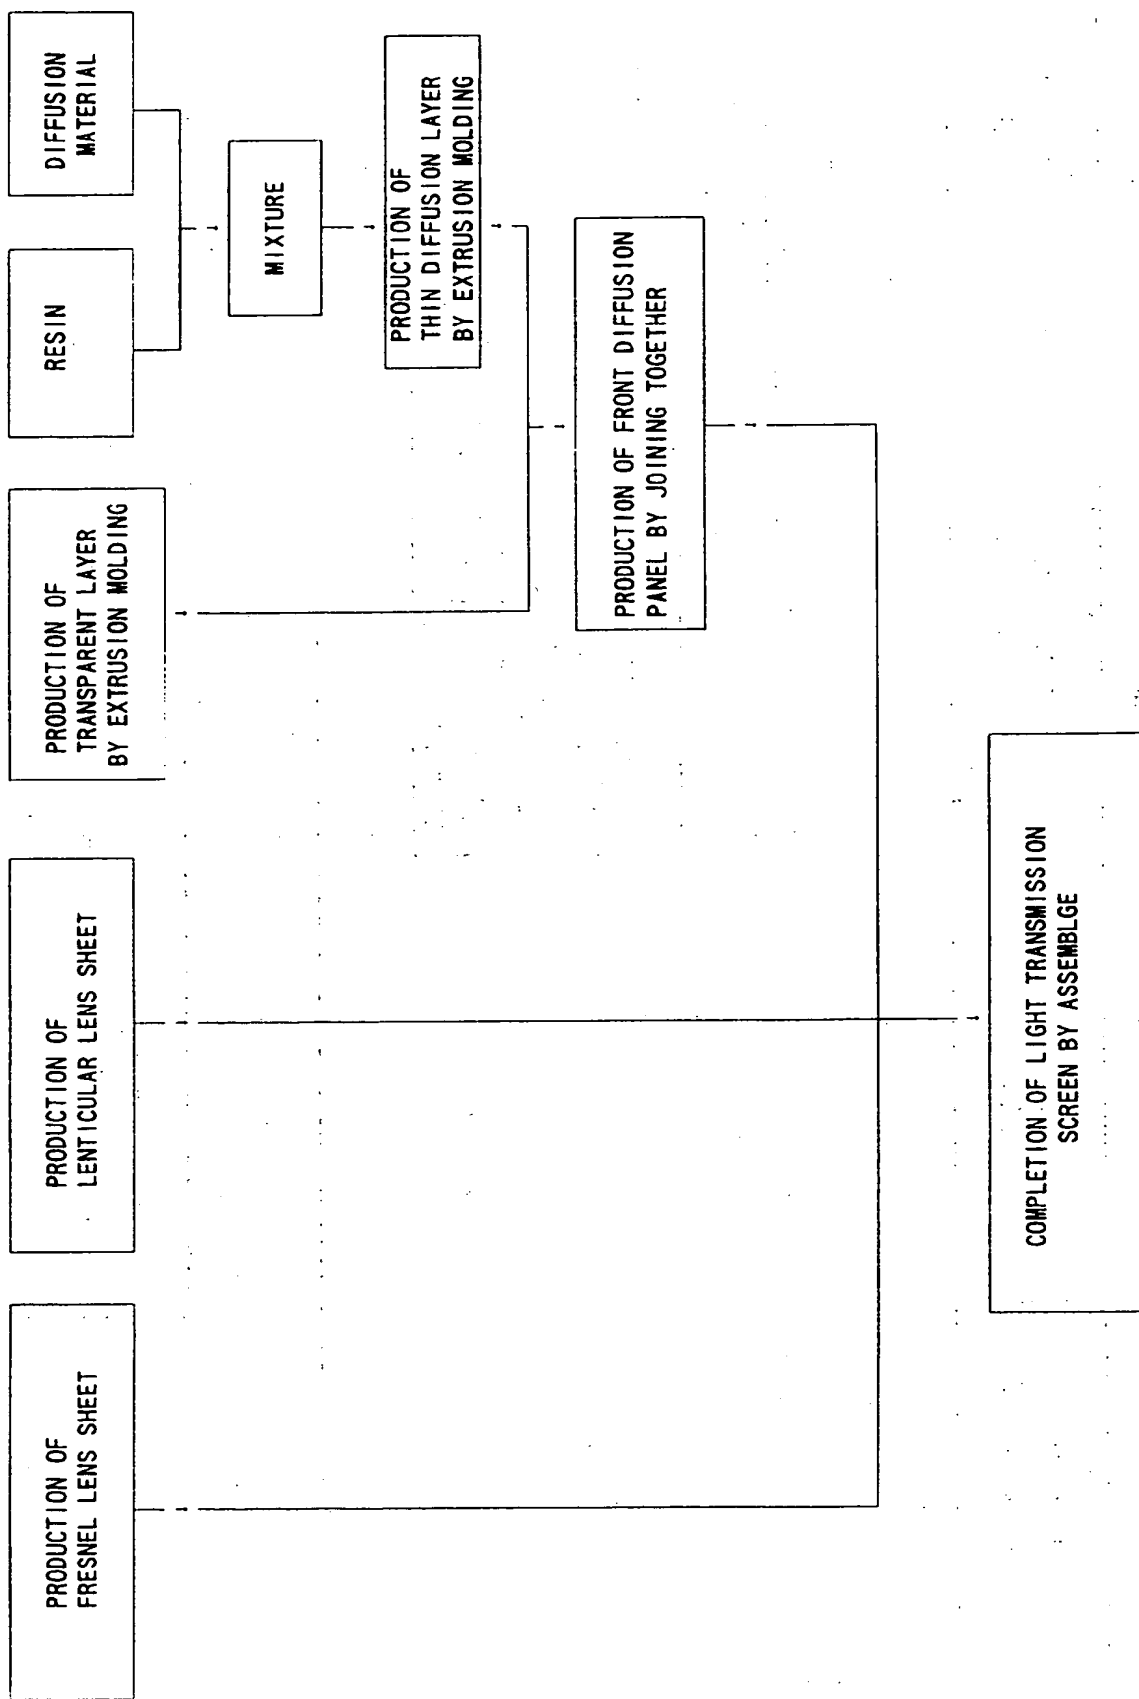 PRODUCTION OF
FRESNEL LENS SHEET
PRODUCTION OF
LENTICULAR LENS SHEET
PRODUCTION OF
TRANSPARENT LAYER
BY EXTRUSION MOLDING
RESIN
DIFFUSION
MATERIAL
MIXTURE
PRODUCTION OF
THIN DIFFUSION LAYER
BY EXTRUSION MOLDING
PRODUCTION OF FRONT DIFFUSION
PANEL BY JOINING TOGETHER
COMPLETION OF LIGHT TRANSMISSION
SCREEN BY ASSEMBLGE